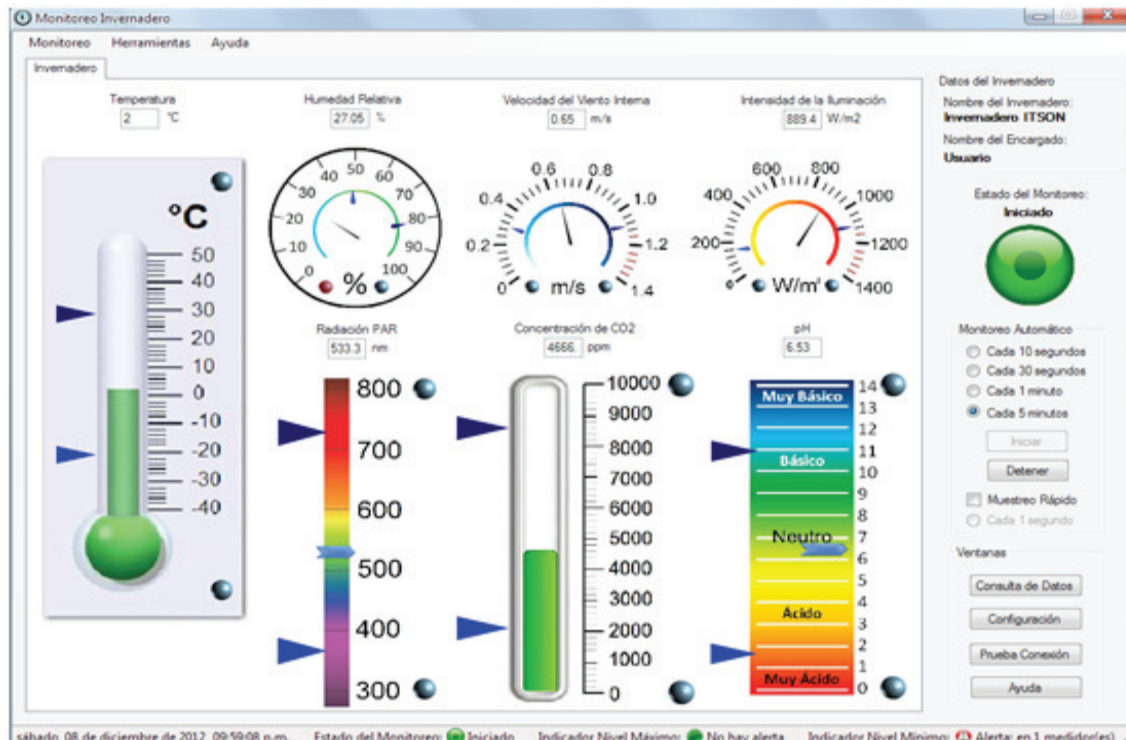 Monitoreo Invernadero
Monitoreo Herramientas Ayuda
Invernadero
Temperatura
2 °C
Humedad Relativa
27.05 %
Velocidad del Viento Interna
0.65 m/s
Intensidad de la Iluminación
889.4 W/m2
°C
50
40
30
20
10
0
-10
-20
-30
-40
0 10 20 30 40 50 60 70 80 90 100
%
0 0.2 0.4 0.6 0.8 1.0 1.2 1.4
m/s
0 200 400 600 800 1000 1200 1400
W/m²
Radiación PAR
533.3 nm
800
700
600
500
400
300
Concentración de CO2
4666. ppm
10000
9000
8000
7000
6000
5000
4000
3000
2000
1000
0
pH
6.53
Muy Básico
Básico
Neutro
Ácido
Muy Ácido
14
13
12
11
10
9
8
7
6
5
4
3
2
1
0
Datos del Invernadero
Nombre del Invernadero:
Invernadero ITSON
Nombre del Encargado:
Usuario
Estado del Monitoreo:
Iniciado
Monitoreo Automático
Cada 10 segundos
Cada 30 segundos
Cada 1 minuto
Cada 5 minutos
Iniciar
Detener
Muestreo Rápido
Cada 1 segundo
Ventanas
Consulta de Datos
Configuración
Prueba Conexión
Ayuda
sábado, 08 de diciembre de 2012, 09:59:08 p.m. Estado del Monitoreo: Iniciado Indicador Nivel Máximo: No hay alerta Indicador Nivel Mínimo: Alerta: en 1 medidor(es)